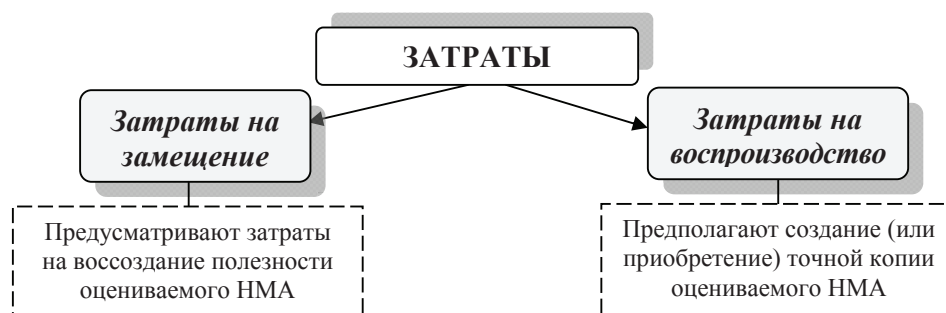 ЗАТРАТЫ
Затраты на
замещение
Затраты на
воспроизводство
Предусматривают затраты
на воссоздание полезности
оцениваемого НМА
Предполагают создание (или
приобретение) точной копии
оцениваемого НМА